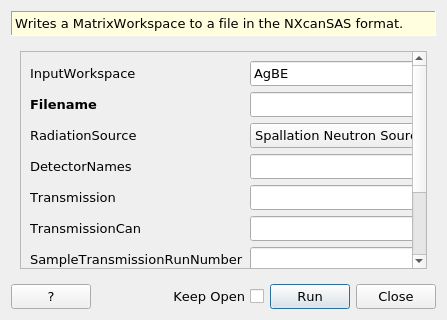 Writes a MatrixWorkspace to a file in the NXcanSAS format.
InputWorkspace AgBE
Filename
RadiationSource Spallation Neutron Sour
DetectorNames
Transmission
TransmissionCan
SampleTransmissionRunNumber
? Keep Open Run Close